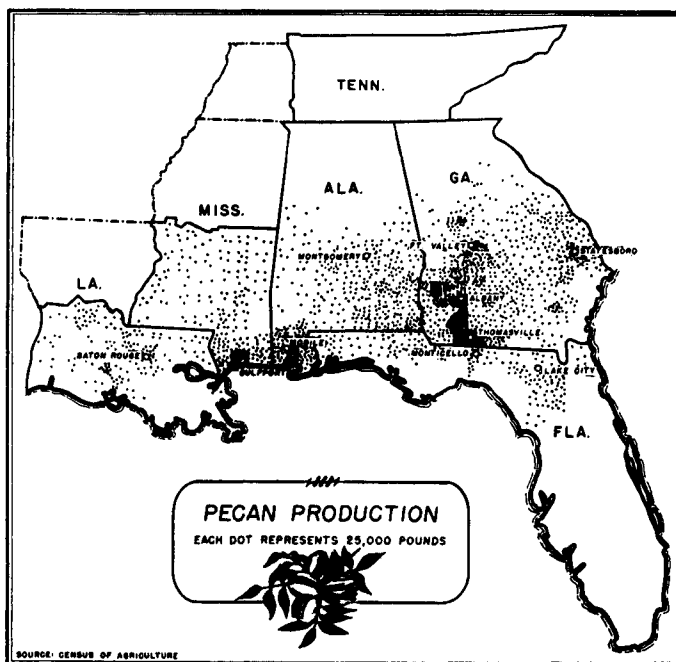 TENN.
GA.
ALA.
MISS.
FT. VALLEY
STATESBORO
MONTGOMERY
LA.
ALBANY
THOMASVILLE
MOBILE
BATON ROUGE
MONTICELLO
GULFPORT
LAKE CITY
FLA.
PECAN PRODUCTION
EACH DOT REPRESENTS 25,000 POUNDS
SOURCE: CENSUS OF AGRICULTURE